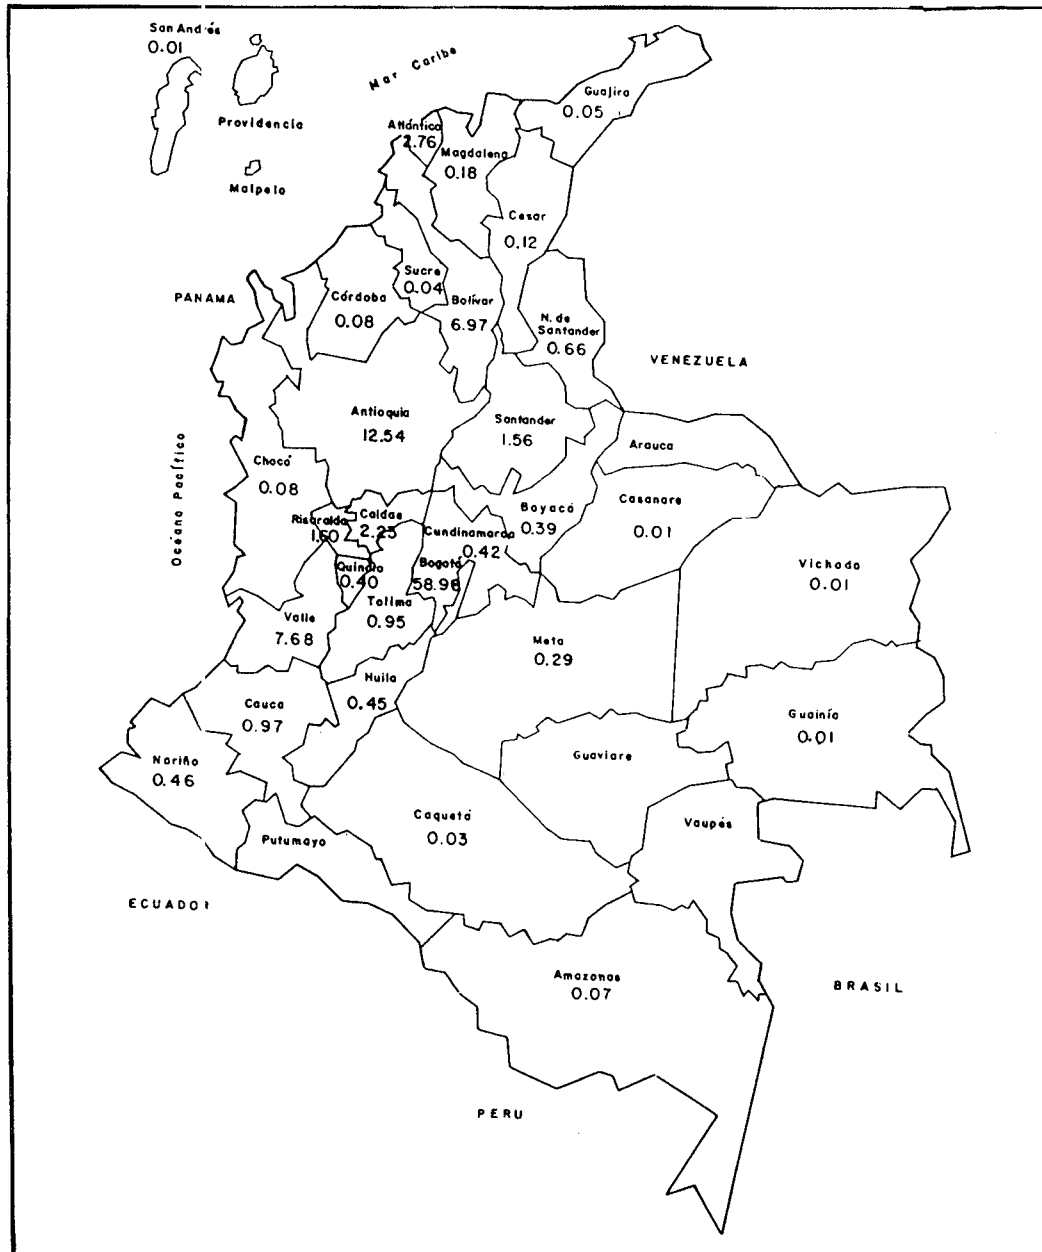 San Andrés
0.01
Providencia
Malpelo
Mar Caribe
Guajira
0.05
Atlántico
2.76
Magdalena
0.18
Cesar
0.12
Sucre
0.04
PANAMA
Córdoba
0.08
Bolívar
6.97
N. de
Santander
0.66
VENEZUELA
Antioquia
12.54
Santander
1.56
Arauca
Océano Pacífico
Chocó
0.08
Risaralda
1.60
Caldas
2.25
Cundinamarca
0.42
Boyacá
0.39
Casanare
0.01
Quindío
0.40
Bogotá
58.98
Vichada
0.01
Tolima
0.95
Valle
7.68
Meta
0.29
Huila
0.45
Cauca
0.97
Guainía
0.01
Nariño
0.46
Guaviare
Caquetá
0.03
Vaupés
Putumayo
ECUADOR
Amazonas
0.07
BRASIL
PERU